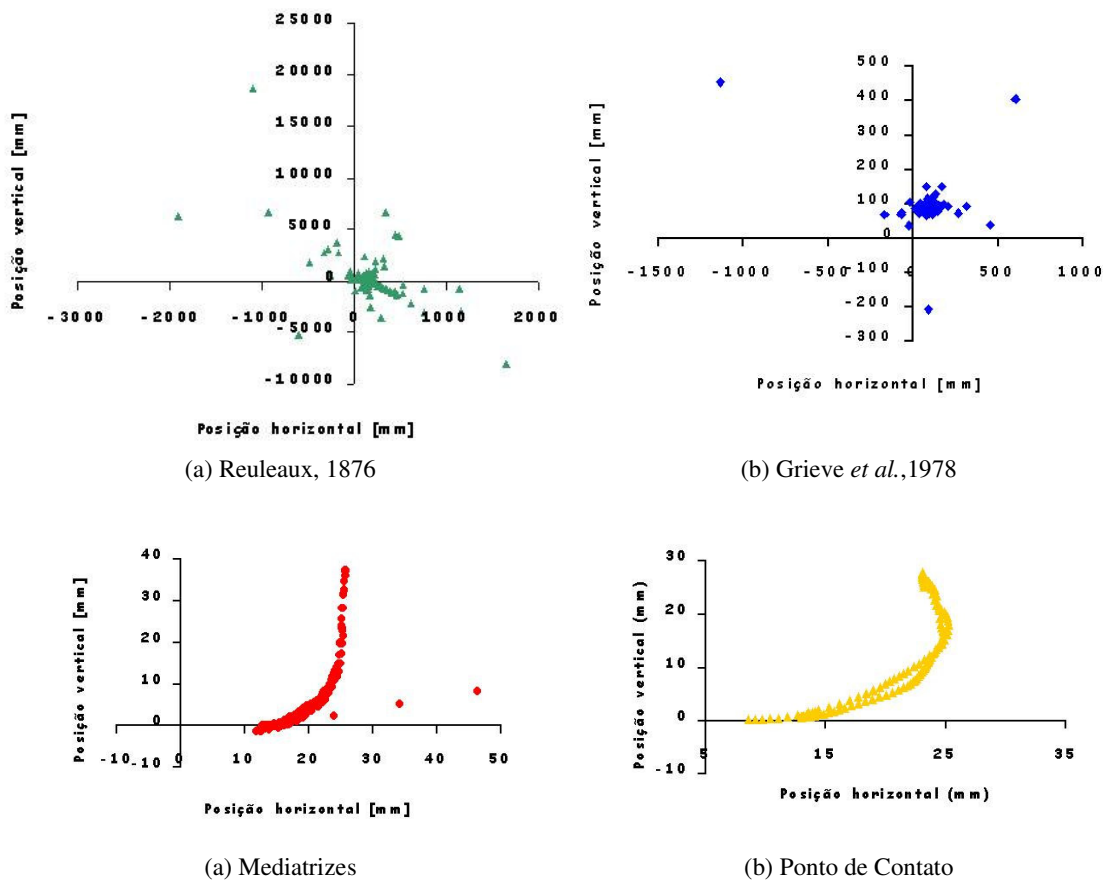 25000
20000
15000
10000
5000
0
-3000 -2000 -1000 0 1000 2000
-5000
-10000
Posição vertical [mm]
Posição horizontal [mm]
(a) Reuleaux, 1876
500
400
300
200
100
0
-1500 -1000 -500 0 500 1000
-100
-200
-300
Posição vertical [mm]
Posição horizontal [mm]
(b) Grieve et al.,1978
40
30
20
10
0
-10 0 10 20 30 40 50
-10
Posição vertical [mm]
Posição horizontal [mm]
(a) Mediatrizes
30
20
10
0
5 15 25 35
-10
Posição vertical (mm)
Posição horizontal (mm)
(b) Ponto de Contato